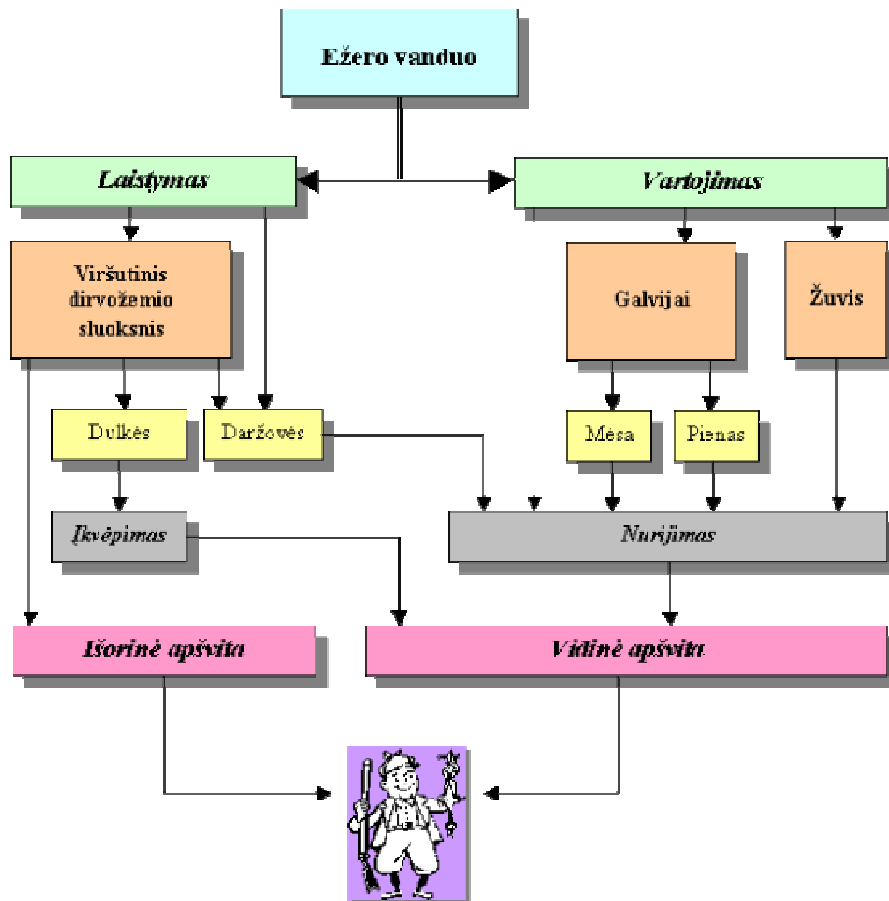 Ežero vanduo
Laistymas
Vartojimas
Viršutinis
dirvožemio
sluoksnis
Galvijai
Žuvis
Dulkės
Daržovės
Mėsa
Pienas
Įkvėpimas
Nurijimas
Išorinė apšvita
Vidinė apšvita